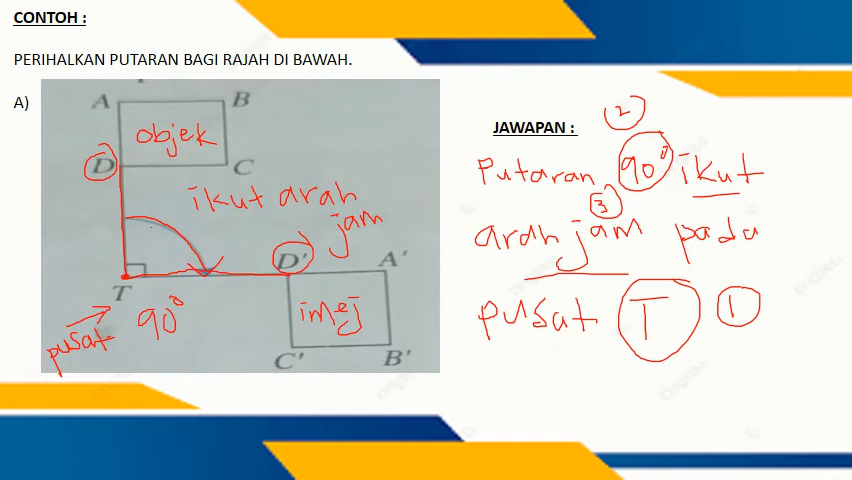 CONTOH :
PERIHALKAN PUTARAN BAGI RAJAH DI BAWAH.
A)
A B
objek
D C
ikut arah
jam
D' A'
T
pusat 90°
imej
C' B'
JAWAPAN :
2
Putaran 90° ikut
3
arah jam pada
pusat T 1